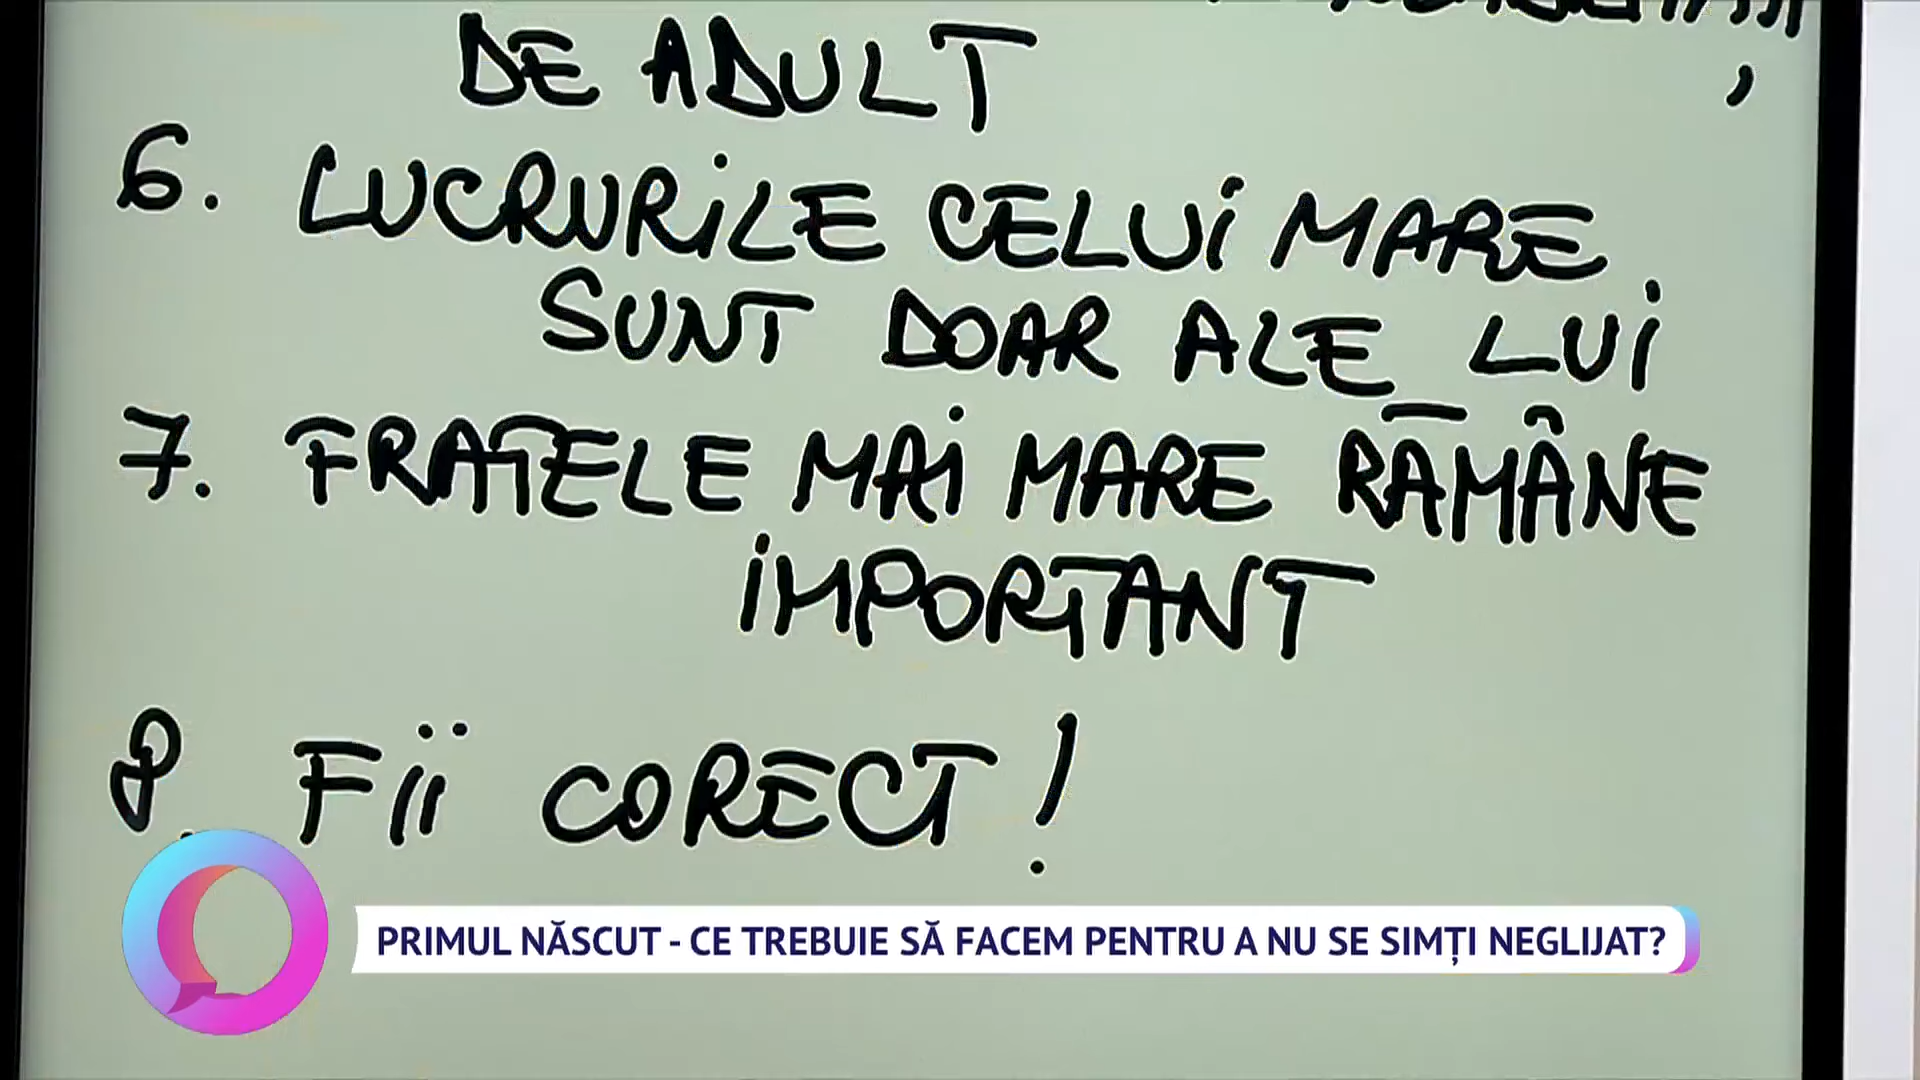 DE ADULT
6. LUCRURILE CELUI MARE
SUNT DOAR ALE LUI
7. FRATELE MAI MARE RĂMÂNE
IMPORTANT
8. FII CORECT!
PRIMUL NĂSCUT - CE TREBUIE SĂ FACEM PENTRU A NU SE SIMȚI NEGLIJAT?